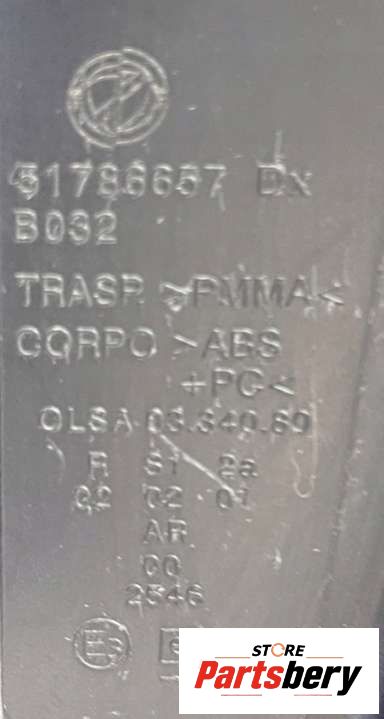 51786657 Dx
B032
TRASP. >PMMA<
CORPO >ABS
+PC<
OLSA 03.340.60
R S1 2a
02 02 01
AR
00
2546
STORE
Partsbery